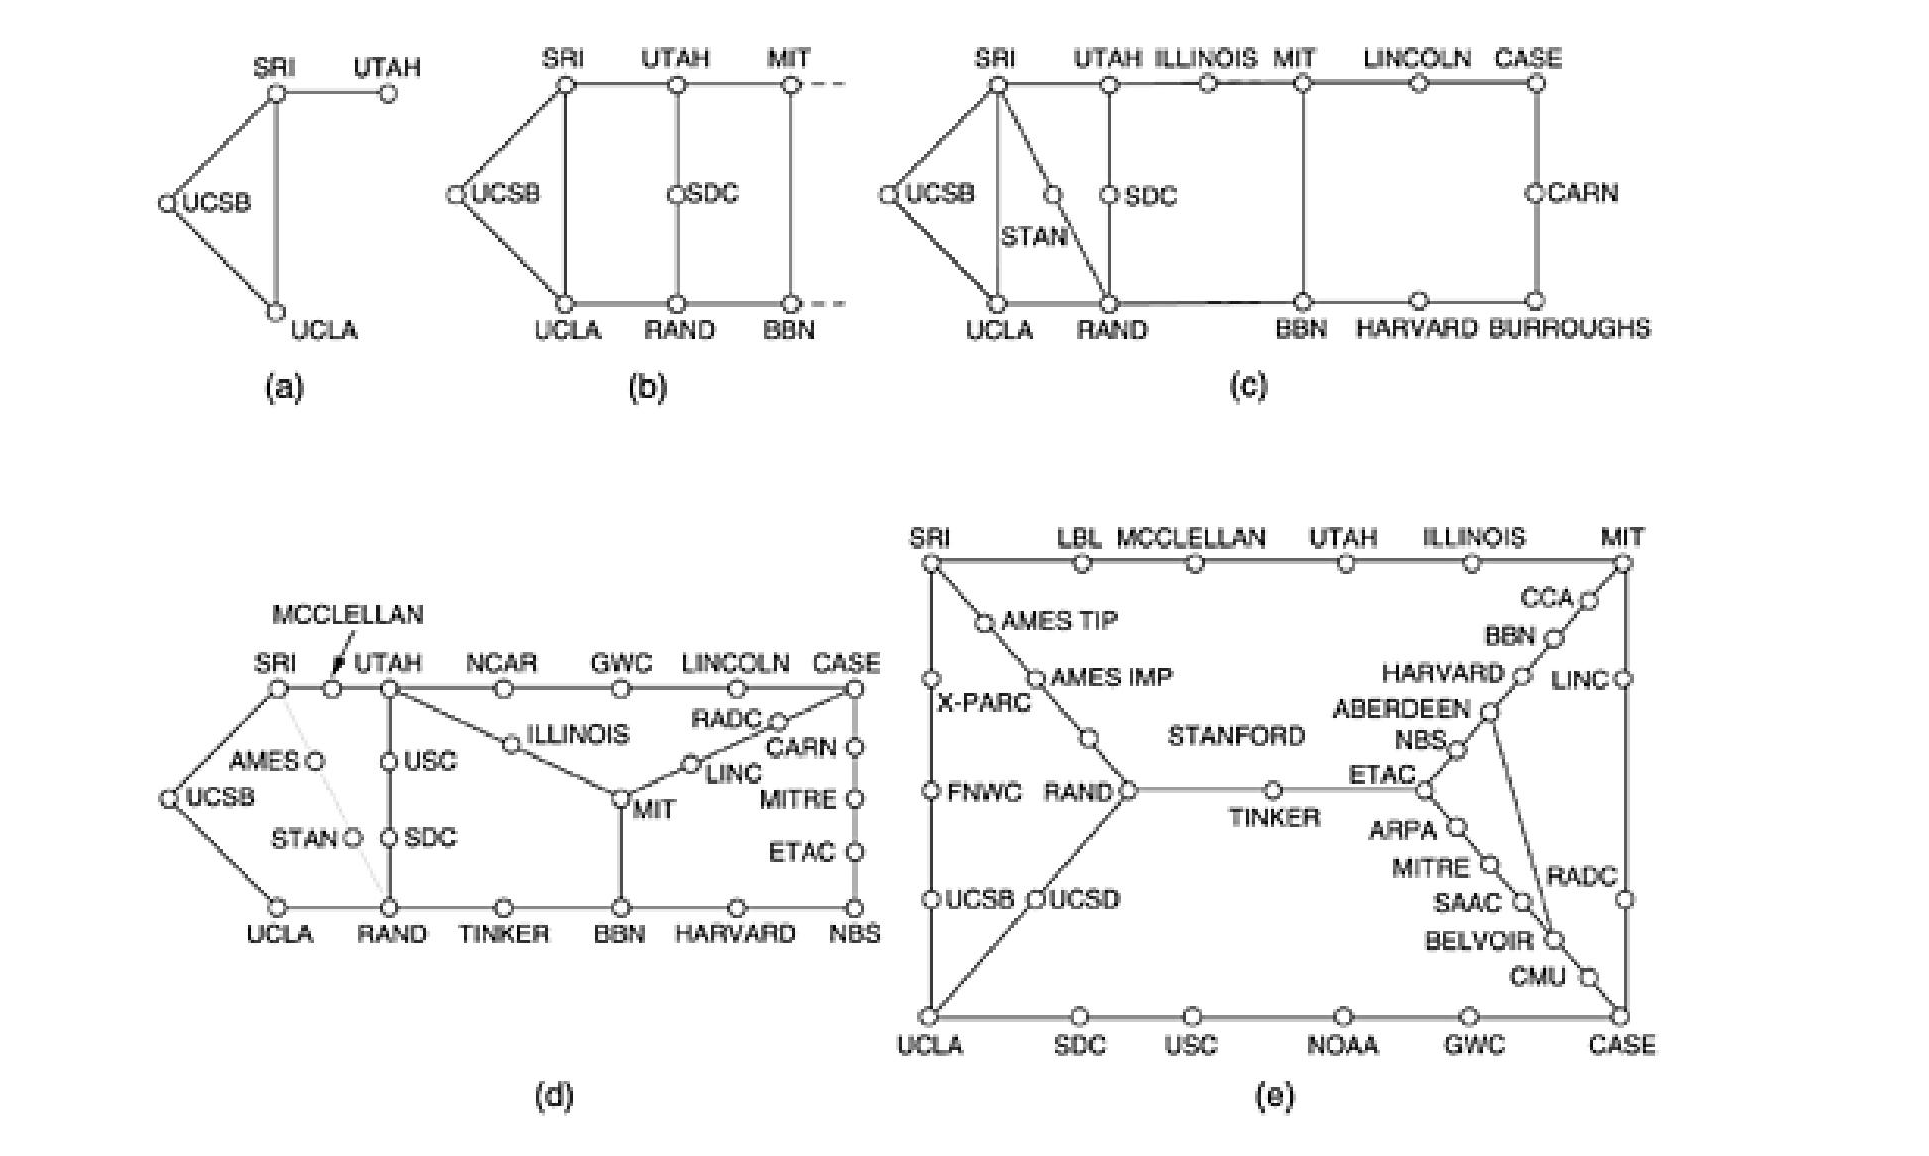 SRI UTAH
UCSB
UCLA
(a)
SRI UTAH MIT
UCSB SDC
UCLA RAND BBN
(b)
SRI UTAH ILLINOIS MIT LINCOLN CASE
UCSB SDC CARN
STAN
UCLA RAND BBN HARVARD BURROUGHS
(c)
MCCLELLAN
SRI UTAH NCAR GWC LINCOLN CASE
RADC
ILLINOIS
CARN
AMES USC
LINC
UCSB MITRE
MIT
STAN SDC
ETAC
UCLA RAND TINKER BBN HARVARD NBS
(d)
SRI LBL MCCLELLAN UTAH ILLINOIS MIT
CCA
AMES TIP
BBN
HARVARD
AMES IMP LINC
X-PARC
ABERDEEN
STANFORD NBS
ETAC
FNWC RAND
TINKER
ARPA
MITRE
RADC
UCSB UCSD SAAC
BELVOIR
CMU
UCLA SDC USC NOAA GWC CASE
(e)